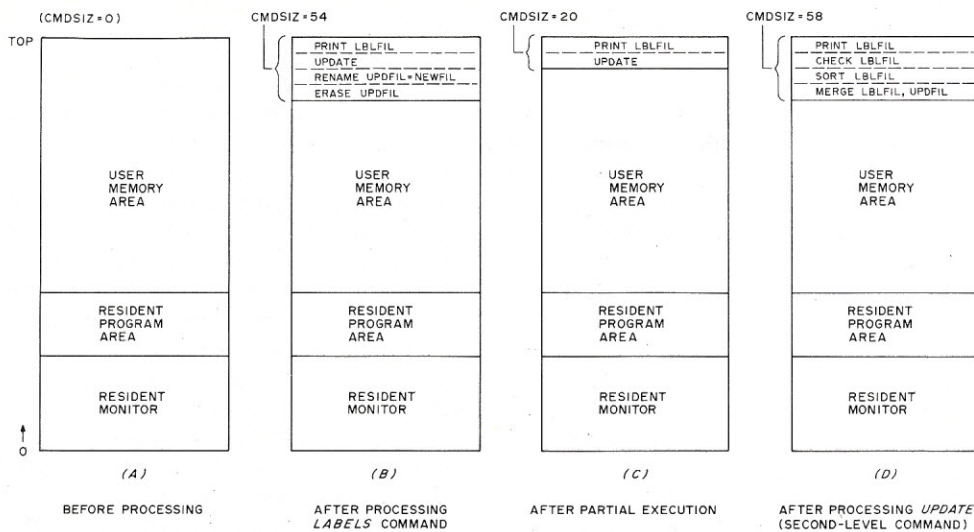 (CMDSIZ=0)
TOP
USER
MEMORY
AREA
RESIDENT
PROGRAM
AREA
RESIDENT
MONITOR
0
(A)
BEFORE PROCESSING
CMDSIZ=54
PRINT LBLFIL
UPDATE
RENAME UPDFIL=NEWFIL
ERASE UPDFIL
USER
MEMORY
AREA
RESIDENT
PROGRAM
AREA
RESIDENT
MONITOR
(B)
AFTER PROCESSING
LABELS COMMAND
CMDSIZ=20
PRINT LBLFIL
UPDATE
USER
MEMORY
AREA
RESIDENT
PROGRAM
AREA
RESIDENT
MONITOR
(C)
AFTER PARTIAL EXECUTION
CMDSIZ=58
PRINT LBLFIL
CHECK LBLFIL
SORT LBLFIL
MERGE LBLFIL, UPDFIL
USER
MEMORY
AREA
RESIDENT
PROGRAM
AREA
RESIDENT
MONITOR
(D)
AFTER PROCESSING UPDATE
(SECOND-LEVEL COMMAND)